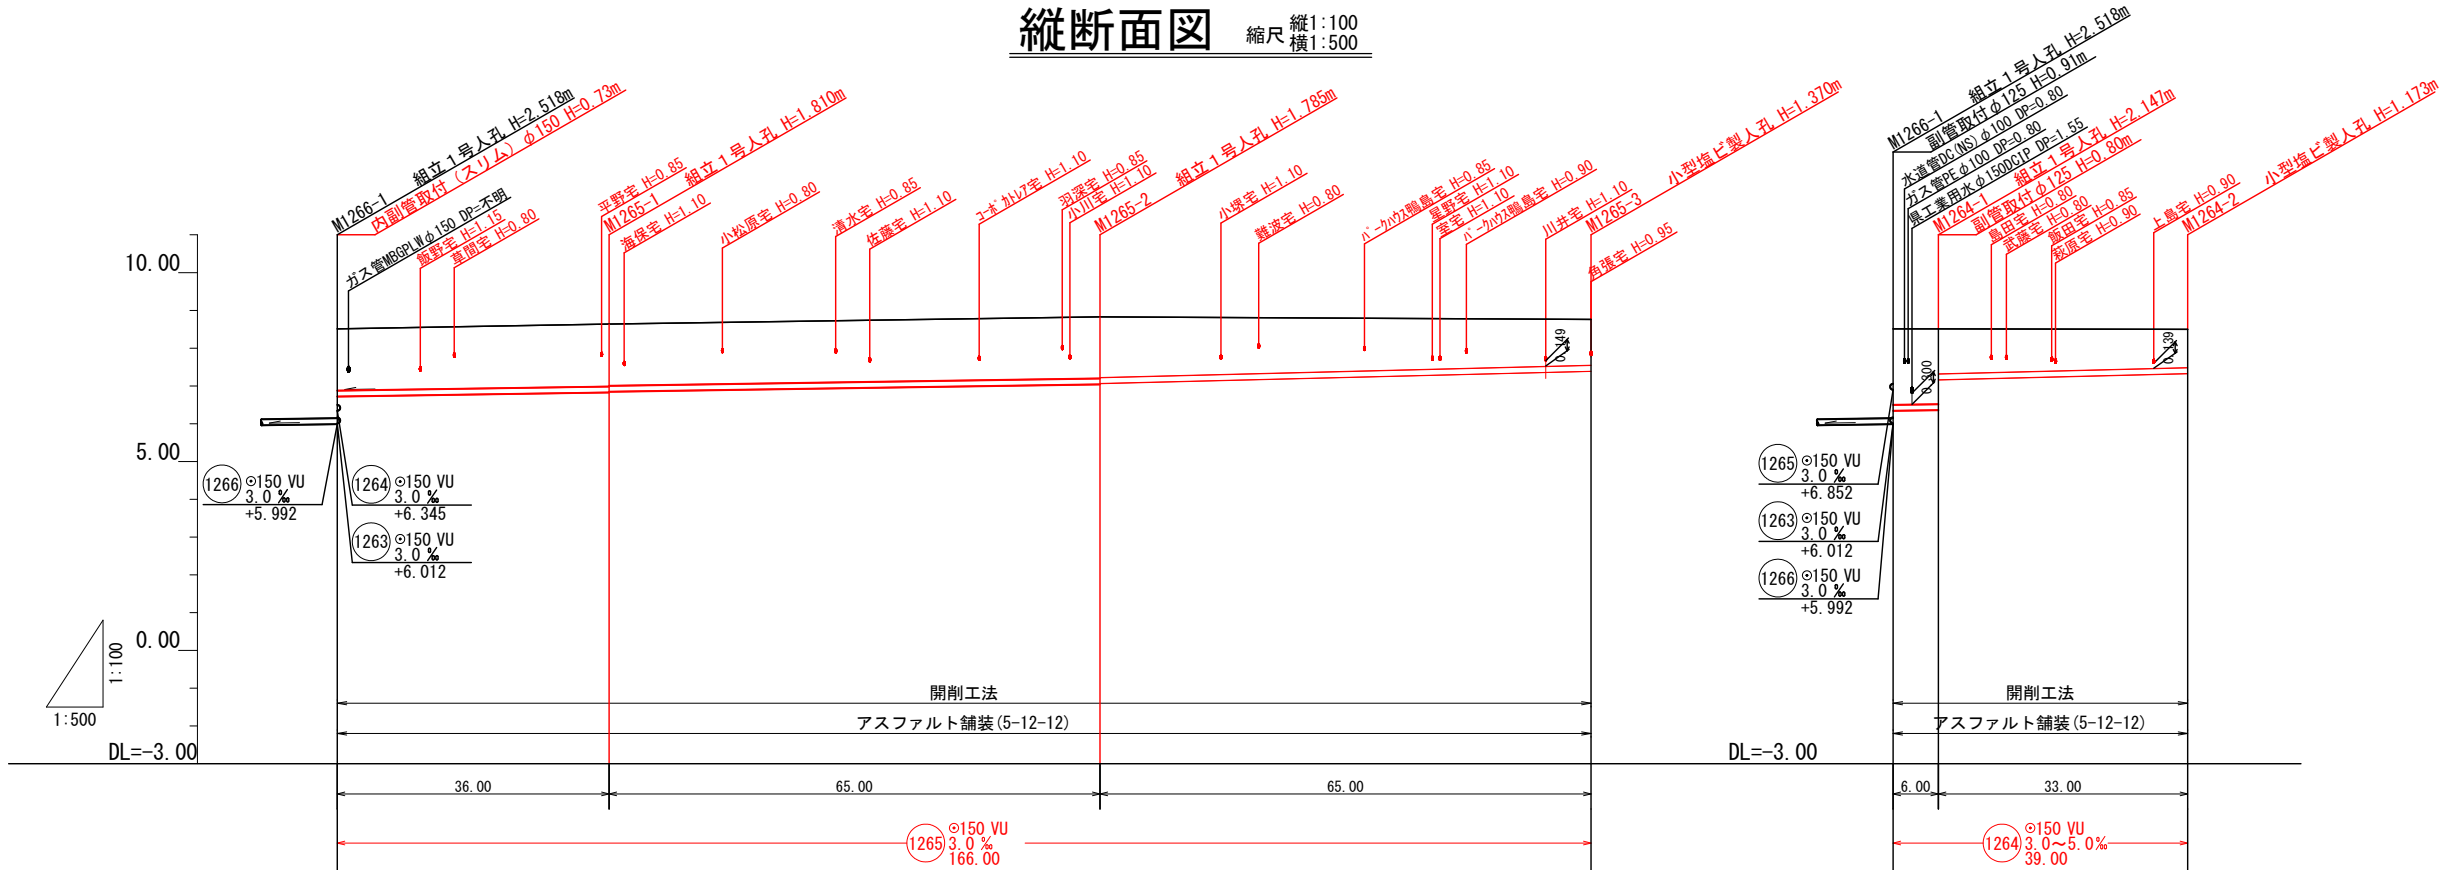 縦断面図
縮尺 縦1:100
横1:500
M1266-1 組立1号人孔 H=2.518m
内副管取付(スリム)φ150 H=0.73m
ガス管MBGPLWφ150 DP=不明
飯野宅 H=1.15
草間宅 H=0.80
平野宅 H=0.85
M1265-1 組立1号人孔 H=1.810m
海保宅 H=1.10
小松原宅 H=0.80
清水宅 H=0.85
佐藤宅 H=1.10
コーポカトレア宅 H=1.10
羽深宅 H=0.85
小川宅 H=1.10
M1265-2 組立1号人孔 H=1.785m
小堺宅 H=1.10
難波宅 H=0.80
パークハウス鴨島宅 H=0.85
星野宅 H=1.10
室宅 H=1.10
パークハウス鴨島宅 H=0.90
川井宅 H=1.10
M1265-3 小型塩ビ製人孔 H=1.370m
角張宅 H=0.95
M1266-1 組立1号人孔 H=2.518m
副管取付φ125 H=0.91m
水道管DC(NS)φ100 DP=0.80
ガス管PEφ100 DP=0.80
県工業用水φ150DCIP DP=1.55
M1264-1 組立1号人孔 H=2.147m
副管取付φ125 H=0.80m
島田宅 H=0.80
武藤宅 H=0.80
飯田宅 H=0.85
萩原宅 H=0.90
上島宅 H=0.90
M1264-2 小型塩ビ製人孔 H=1.173m
10.00
5.00
0.00
DL=-3.00
1:100
1:500
0.149
0.300
0.139
1266 ⊙150 VU
3.0 ‰
+5.992
1264 ⊙150 VU
3.0 ‰
+6.345
1263 ⊙150 VU
3.0 ‰
+6.012
1265 ⊙150 VU
3.0 ‰
+6.852
1263 ⊙150 VU
3.0 ‰
+6.012
1266 ⊙150 VU
3.0 ‰
+5.992
開削工法
アスファルト舗装(5-12-12)
開削工法
アスファルト舗装(5-12-12)
DL=-3.00
36.00
65.00
65.00
6.00
33.00
1265 ⊙150 VU
3.0 ‰
166.00
1264 ⊙150 VU
3.0～5.0‰
39.00